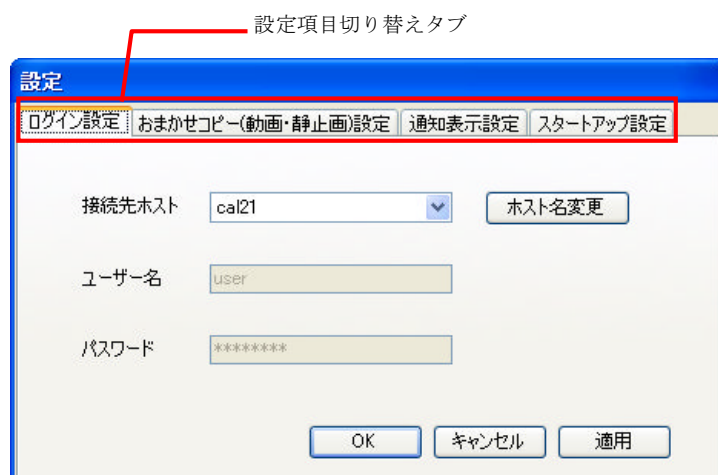 設定項目切り替えタブ
設定
ログイン設定 おまかせコピー(動画・静止画)設定 通知表示設定 スタートアップ設定
接続先ホスト cal21 ホスト名変更
ユーザー名 user
パスワード ********
OK キャンセル 適用